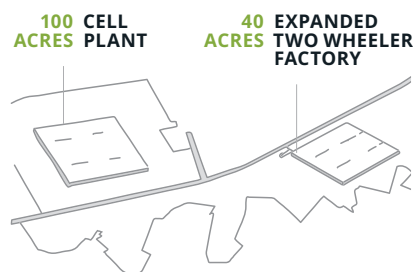 100 CELL
ACRES PLANT
40 EXPANDED
ACRES TWO WHEELER
FACTORY